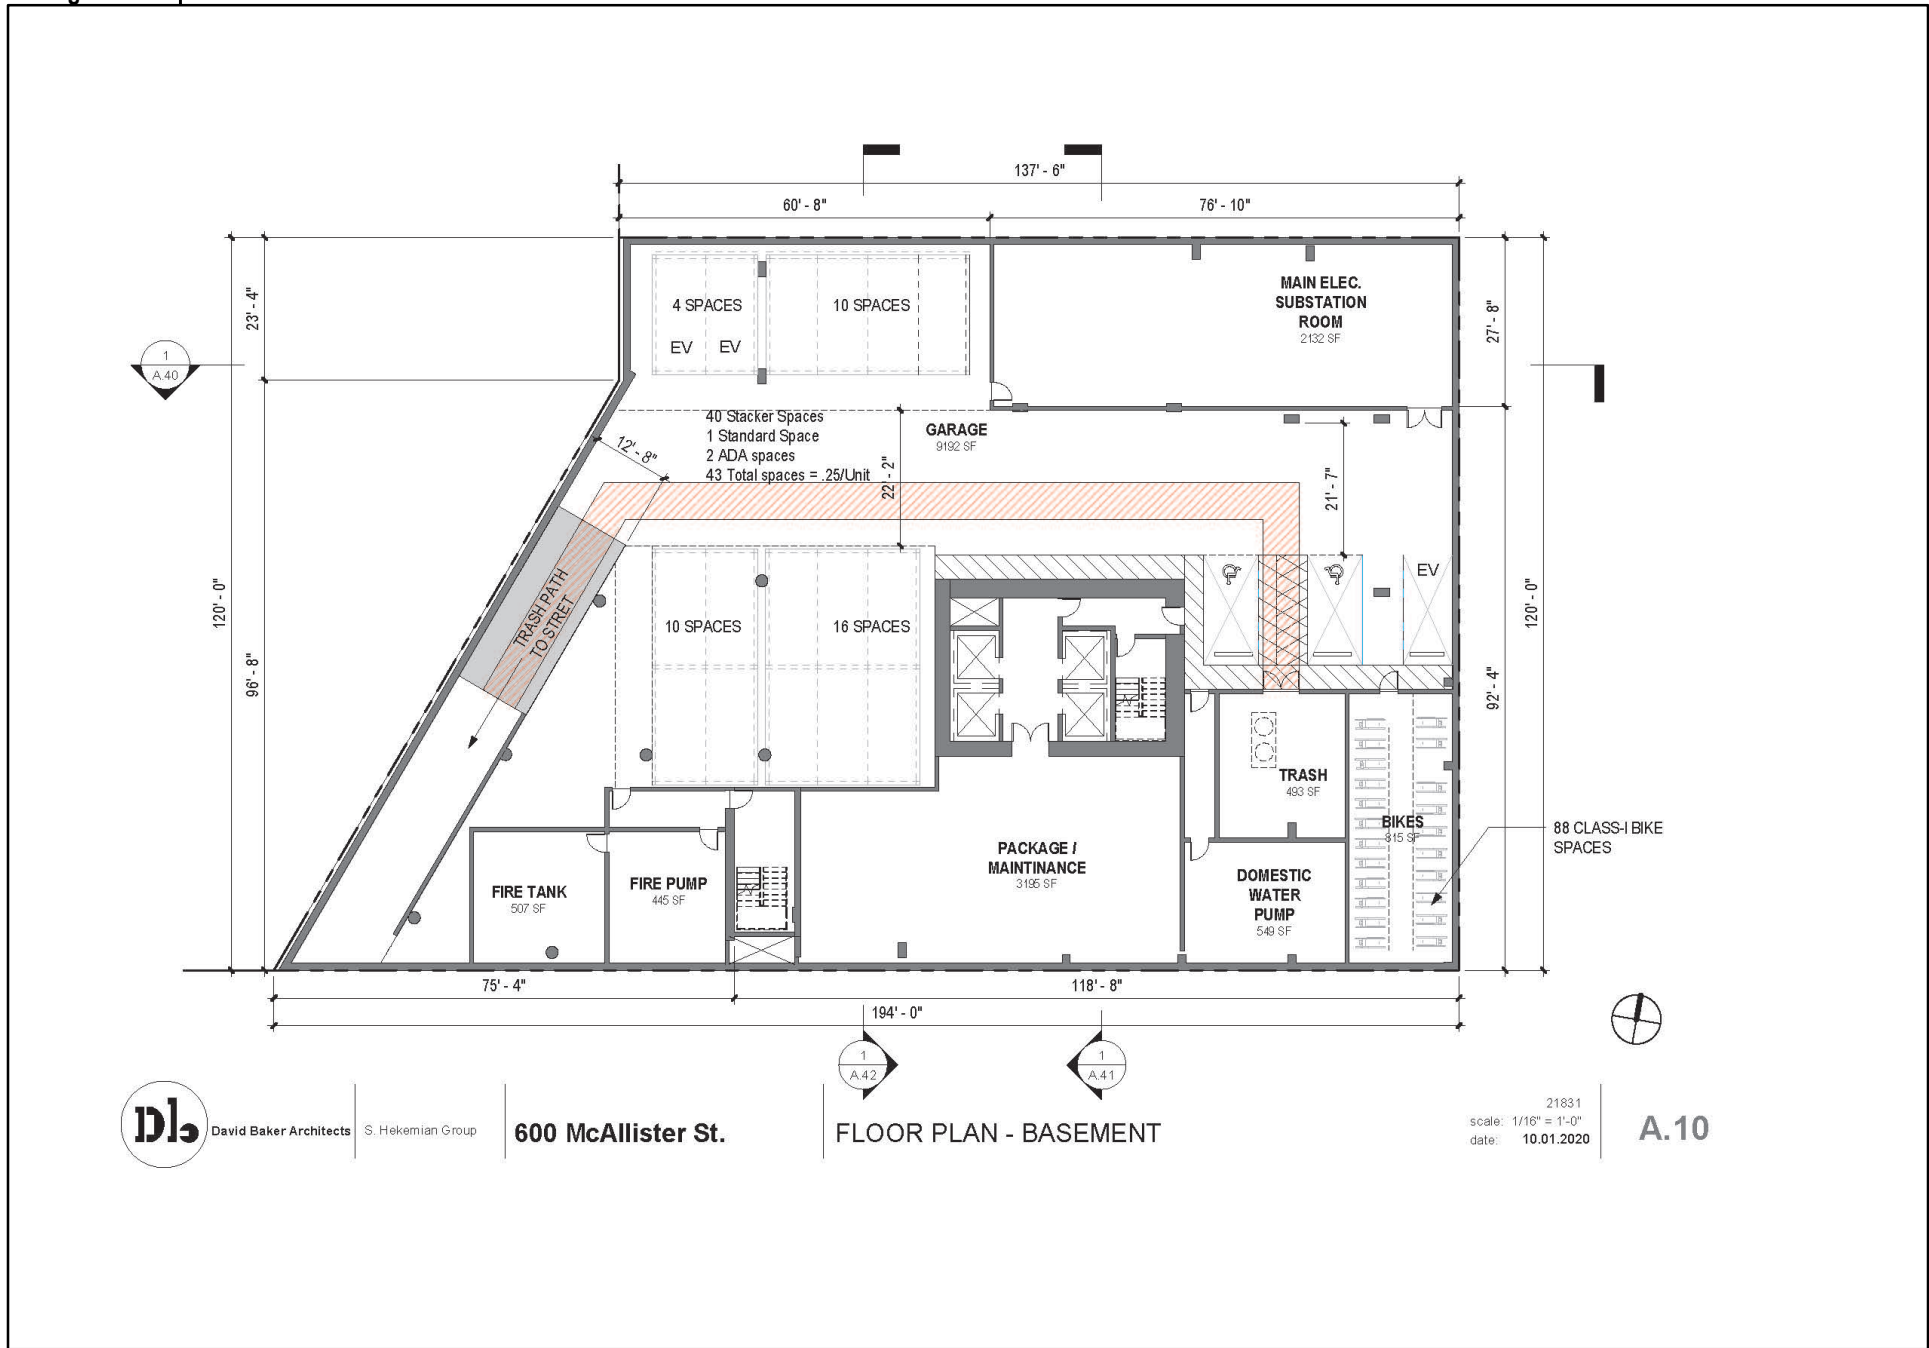 137' - 6"
60' - 8"
76' - 10"
120' - 0"
23' - 4"
96' - 8"
1
A.40
4 SPACES
10 SPACES
EV EV
MAIN ELEC.
SUBSTATION
ROOM
2132 SF
27' - 8"
40 Stacker Spaces
1 Standard Space
2 ADA spaces
43 Total spaces = .25/Unit
GARAGE
9192 SF
12' - 8"
22' - 2"
21' - 7"
TRASH PATH
TO STRET
10 SPACES
16 SPACES
EV
120' - 0"
92' - 4"
TRASH
493 SF
BIKES
815 SF
88 CLASS-I BIKE
SPACES
PACKAGE /
MAINTINANCE
3195 SF
FIRE TANK
507 SF
FIRE PUMP
445 SF
DOMESTIC
WATER
PUMP
549 SF
75' - 4"
118' - 8"
194' - 0"
1
A.42
1
A.41
Db
David Baker Architects
S. Hekemian Group
600 McAllister St.
FLOOR PLAN - BASEMENT
21831
scale: 1/16" = 1'-0"
date: 10.01.2020
A.10